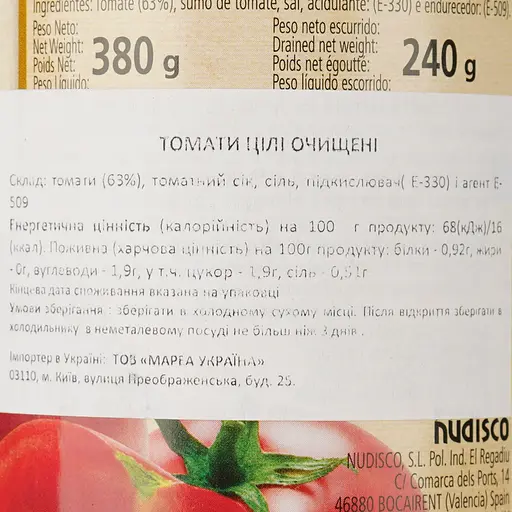 Ingredientes: Tomate (63%), sumo de tomate, sal, acidulante: (E-330) e endurecedor: (E-509).
Peso Neto:
Net Weight:
Poids Net:
Peso Líquido:
380 g
Peso neto escurrido:
Drained net weight:
Poids net égoutté:
Peso líquido escorrido:
240 g
ТОМАТИ ЦІЛІ ОЧИЩЕНІ
Склад: томати (63%), томатний сік, сіль, підкислювач( Е-330) і агент Е-
509
Енергетична цінність (калорійність) на 100 г продукту: 68(кДж)/16
(ккал). Поживна (харчова цінність) на 100г продукту: білки - 0,92г, жири
- 0г, вуглеводи - 1,9г, у т.ч. цукор - 1,9г, сіль - 0,51г
Кінцева дата споживання вказана на упаковці
Умови зберігання : зберігати в холодному сухому місці. Після відкриття зберігати в
холодильнику в неметалевому посуді не більш ніж 3 днів .
Імпортер в Україні: ТОВ «МАРГА УКРАЇНА»
03110, м. Київ, вулиця Преображенська, буд. 25.
nudisco
NUDISCO, S.L. Pol. Ind. El Regadiu
C/ Comarca dels Ports, 14
46880 BOCAIRENT (Valencia) Spain